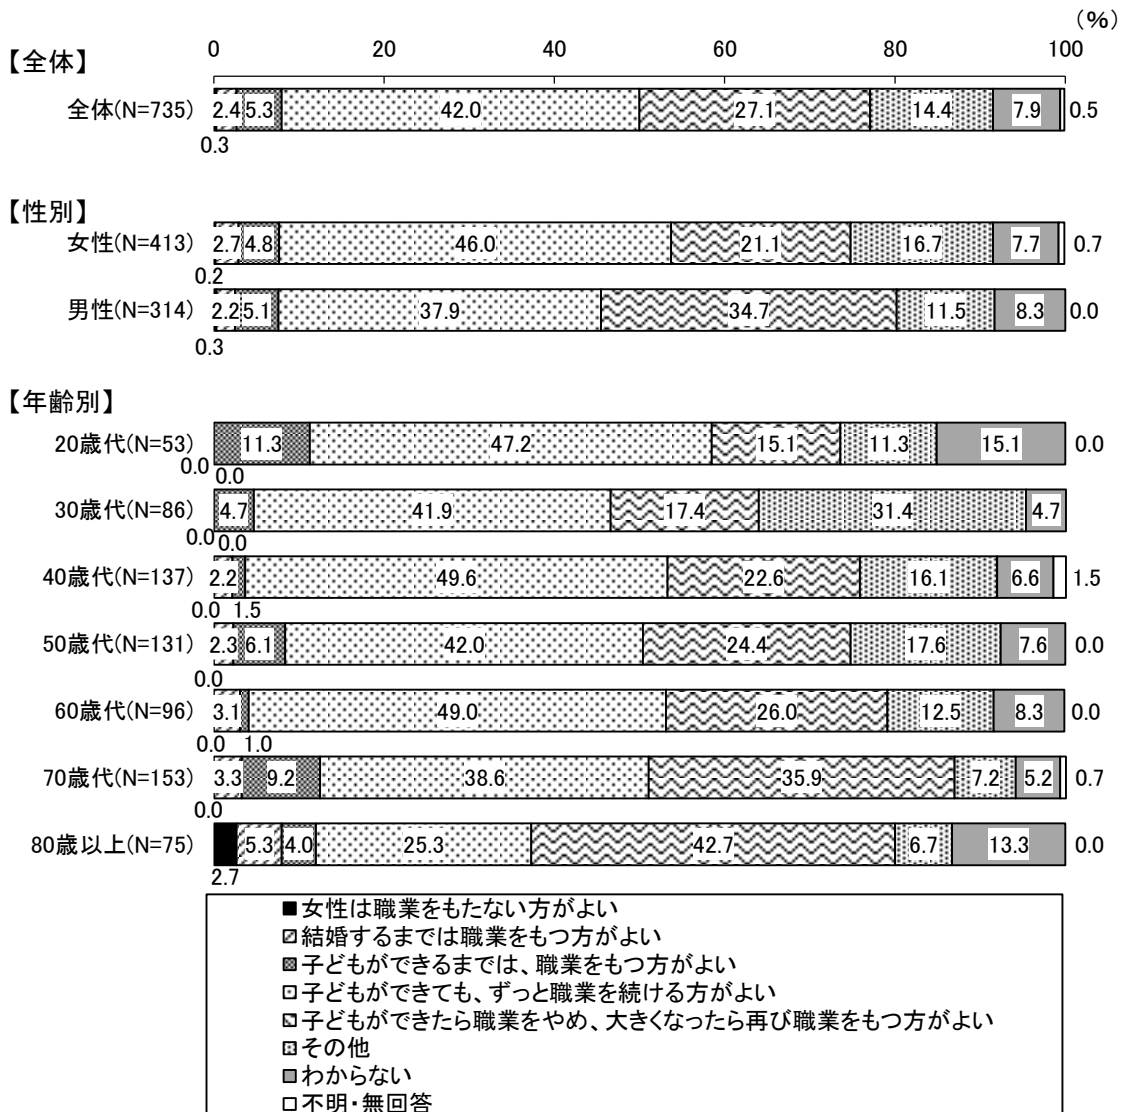 （%）
0 20 40 60 80 100
【全体】
全体(N=735) 2.4 5.3 42.0 27.1 14.4 7.9 0.5
0.3
【性別】
女性(N=413) 2.7 4.8 46.0 21.1 16.7 7.7 0.7
0.2
男性(N=314) 2.2 5.1 37.9 34.7 11.5 8.3 0.0
0.3
【年齢別】
20歳代(N=53) 11.3 47.2 15.1 11.3 15.1 0.0
0.0 0.0
30歳代(N=86) 4.7 41.9 17.4 31.4 4.7
0.0 0.0
40歳代(N=137) 2.2 49.6 22.6 16.1 6.6 1.5
0.0 1.5
50歳代(N=131) 2.3 6.1 42.0 24.4 17.6 7.6 0.0
0.0
60歳代(N=96) 3.1 49.0 26.0 12.5 8.3 0.0
0.0 1.0
70歳代(N=153) 3.3 9.2 38.6 35.9 7.2 5.2 0.7
0.0
80歳以上(N=75) 5.3 4.0 25.3 42.7 6.7 13.3 0.0
2.7
女性は職業をもたない方がよい
結婚するまでは職業をもつ方がよい
子どもができるまでは、職業をもつ方がよい
子どもができても、ずっと職業を続ける方がよい
子どもができたら職業をやめ、大きくなったら再び職業をもつ方がよい
その他
わからない
不明・無回答